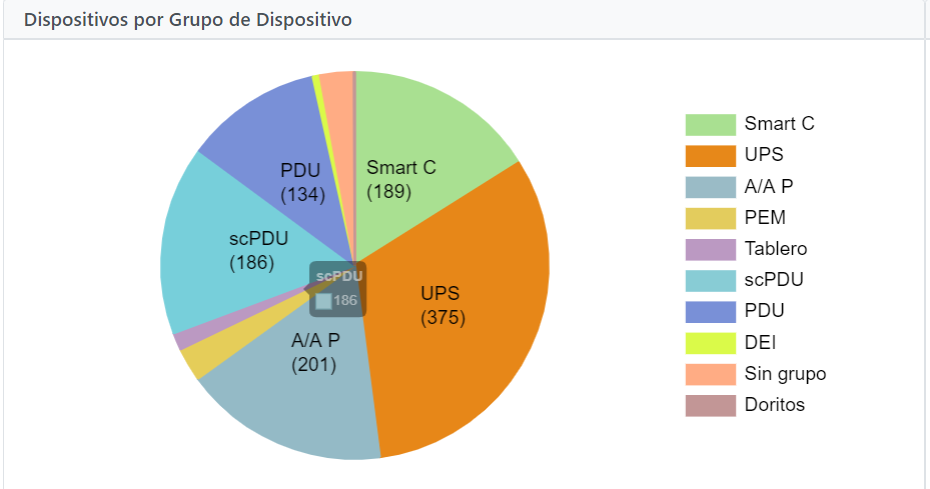 Dispositivos por Grupo de Dispositivo
PDU
(134)
Smart C
(189)
scPDU
(186)
scPDU
186
UPS
(375)
A/A P
(201)
Smart C
UPS
A/A P
PEM
Tablero
scPDU
PDU
DEI
Sin grupo
Doritos